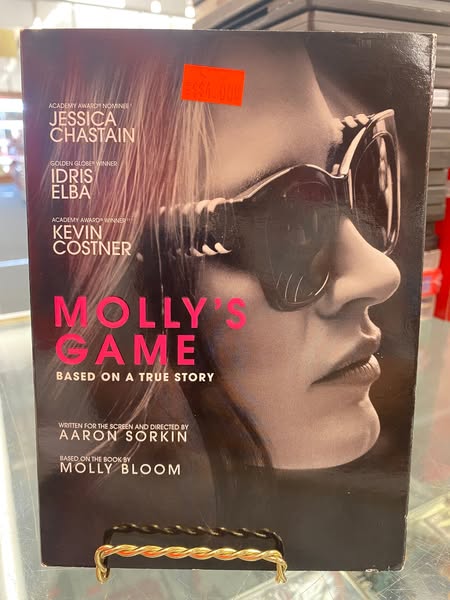 ACADEMY AWARD® NOMINEE
JESSICA
CHASTAIN
GOLDEN GLOBE® WINNER
IDRIS
ELBA
ACADEMY AWARD® WINNER
KEVIN
COSTNER
MOLLY'S
GAME
BASED ON A TRUE STORY
WRITTEN FOR THE SCREEN AND DIRECTED BY
AARON SORKIN
BASED ON THE BOOK BY
MOLLY BLOOM